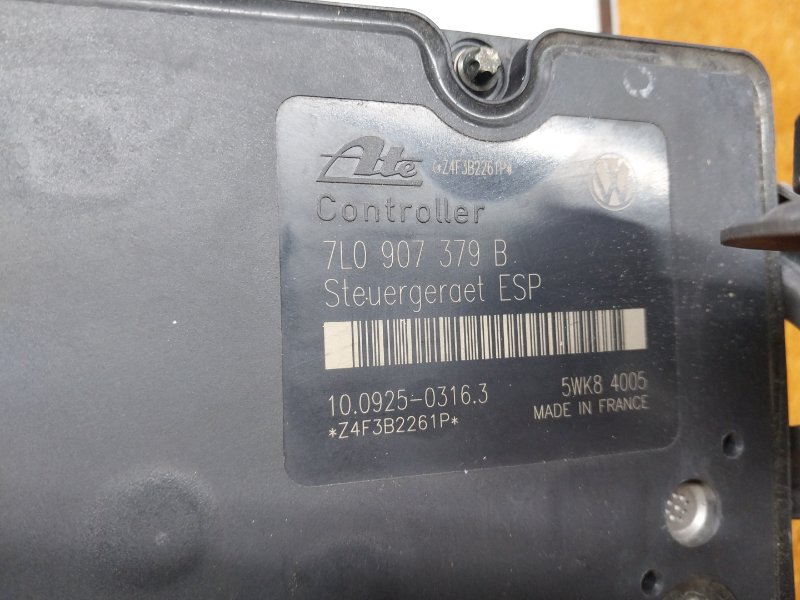 Ate (*Z4F3B2261P*
Controller
7L0 907 379 B
Steuergeraet ESP
10.0925-0316.3 5WK8 4005
*Z4F3B2261P* MADE IN FRANCE